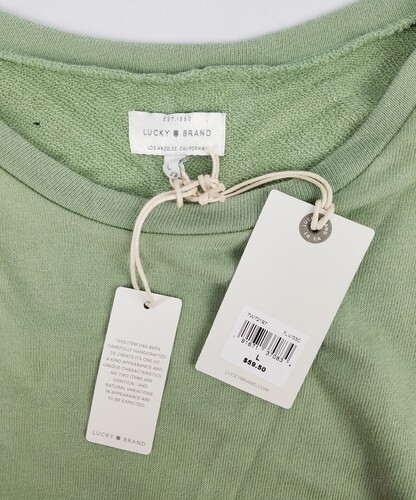 EST.1990
LUCKY BRAND
LOS ANGELES, CALIFORNIA
7W72187
L
$59.50
LUCKYBRAND.COM
THIS ITEM HAS BEEN
CAREFULLY HANDCRAFTED
TO CREATE ITS ONE OF
A KIND APPEARANCE AND
UNIQUE CHARACTERISTICS
NO TWO ITEMS ARE
IDENTICAL, AND
NATURAL VARIATIONS
IN APPEARANCE ARE
TO BE EXPECTED.
LUCKY BRAND